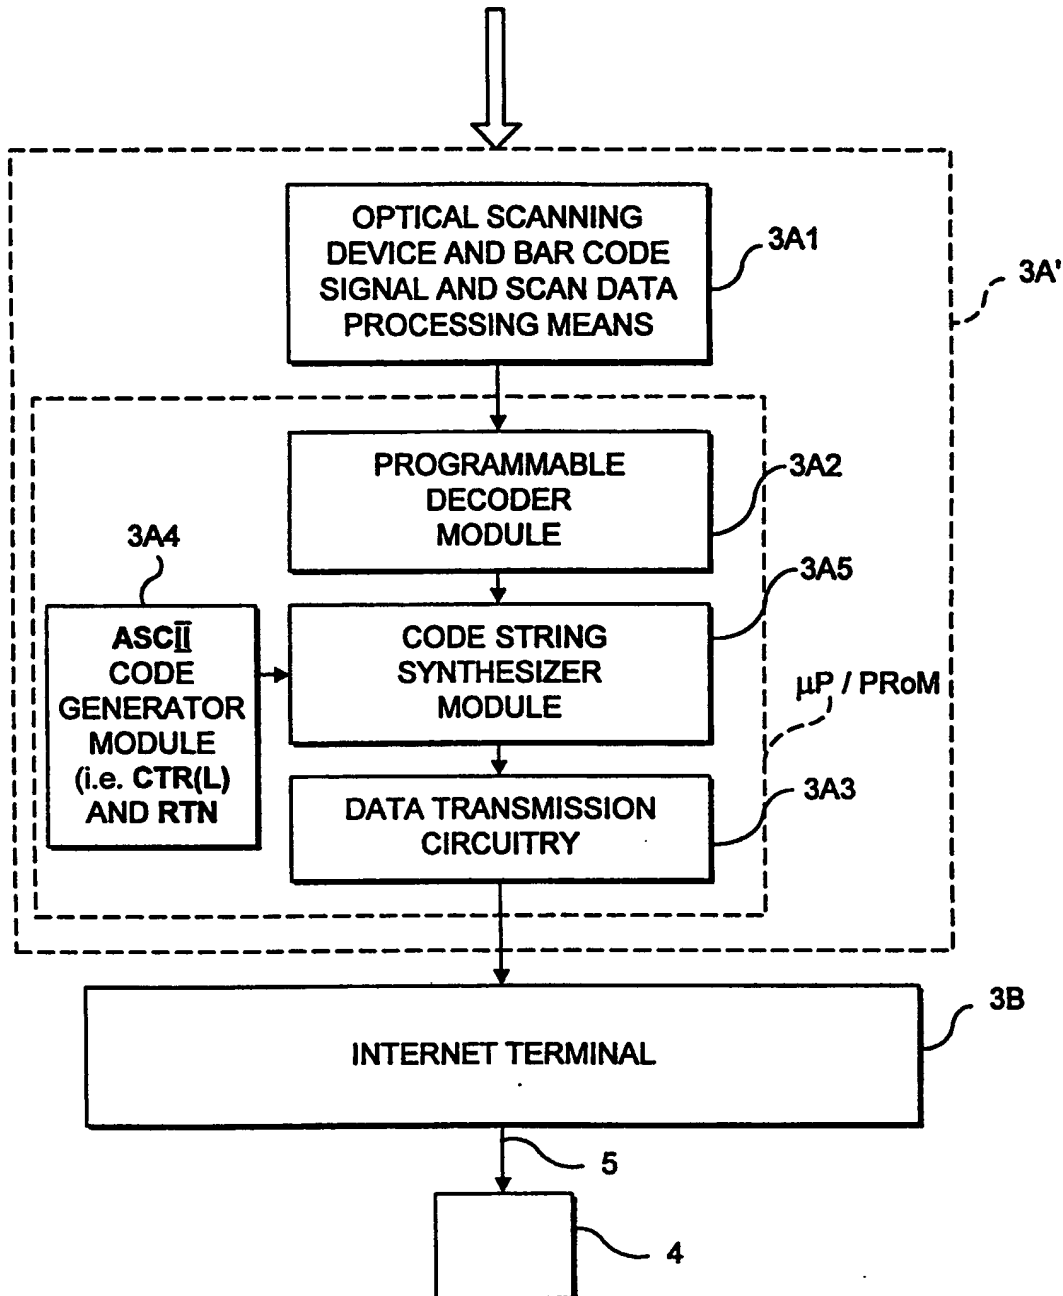 OPTICAL SCANNING
DEVICE AND BAR CODE
SIGNAL AND SCAN DATA
PROCESSING MEANS
3A1
3A'
PROGRAMMABLE
DECODER
MODULE
3A2
3A4
ASCII
CODE
GENERATOR
MODULE
(i.e. CTR(L)
AND RTN
CODE STRING
SYNTHESIZER
MODULE
3A5
µP / PRoM
DATA TRANSMISSION
CIRCUITRY
3A3
INTERNET TERMINAL
3B
5
4